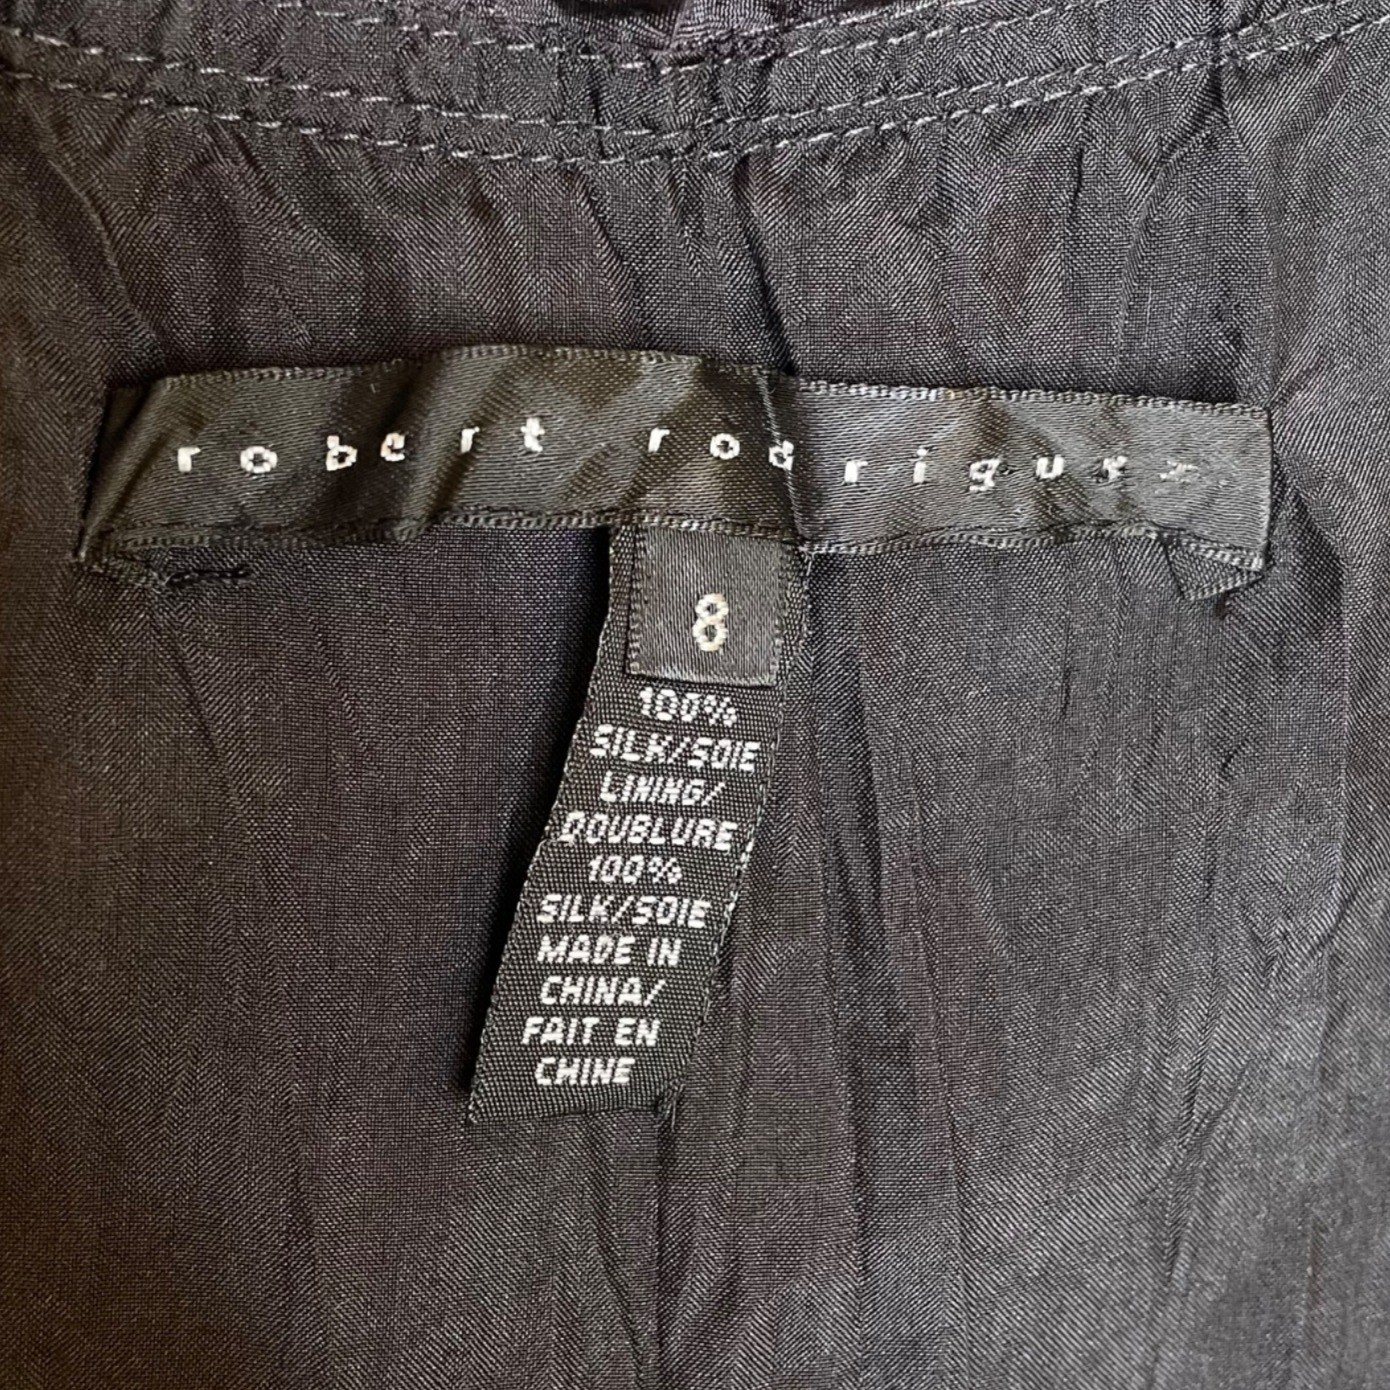 robert rodriguez
8
100%
SILK/SOIE
LINING/
DOUBLURE
100%
SILK/SOIE
MADE IN
CHINA/
FAIT EN
CHINE